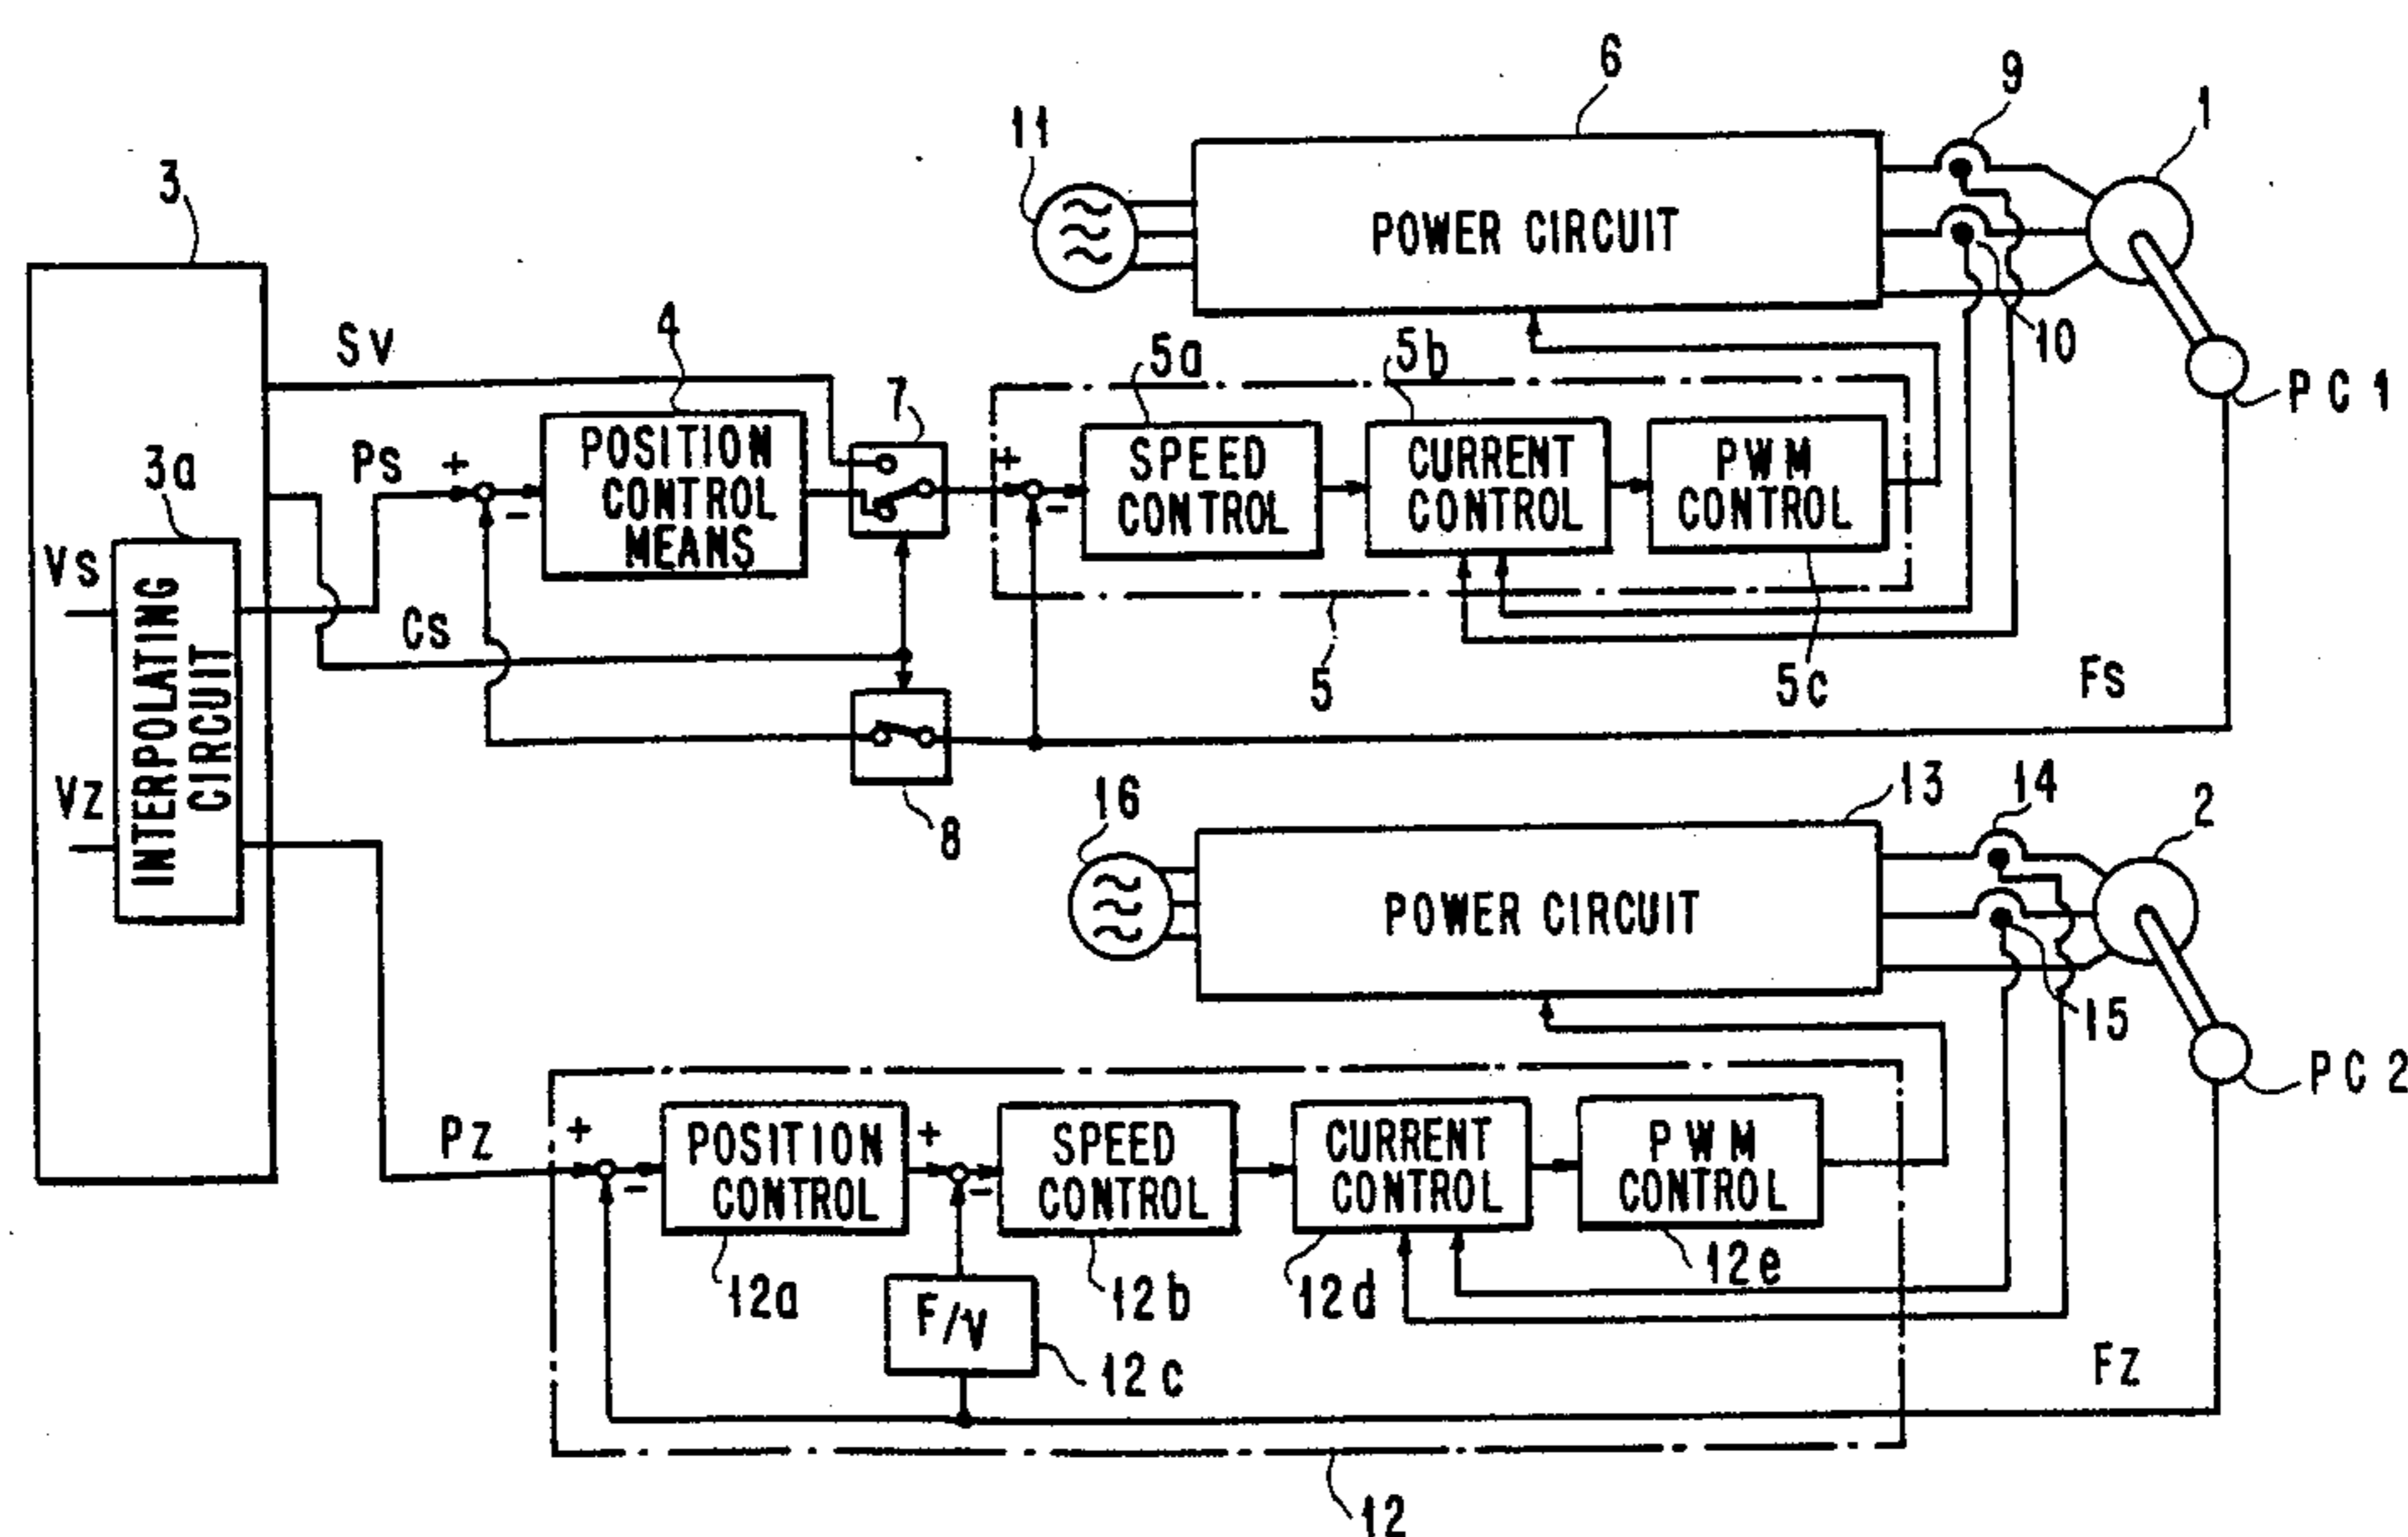 6
9
1
11
3
POWER CIRCUIT
10
4
SV
5a
5b
7
PC1
POSITION
CONTROL
MEANS
SPEED
CONTROL
CURRENT
CONTROL
PWM
CONTROL
3a
PS
+
-
+
-
VS
CS
5
5c
FS
INTERPOLATING
CIRCUIT
VZ
8
16
13
14
2
POWER CIRCUIT
15
PC2
PZ
+
-
POSITION
CONTROL
+
-
SPEED
CONTROL
CURRENT
CONTROL
PWM
CONTROL
12a
12b
12d
12e
F/V
12c
FZ
12